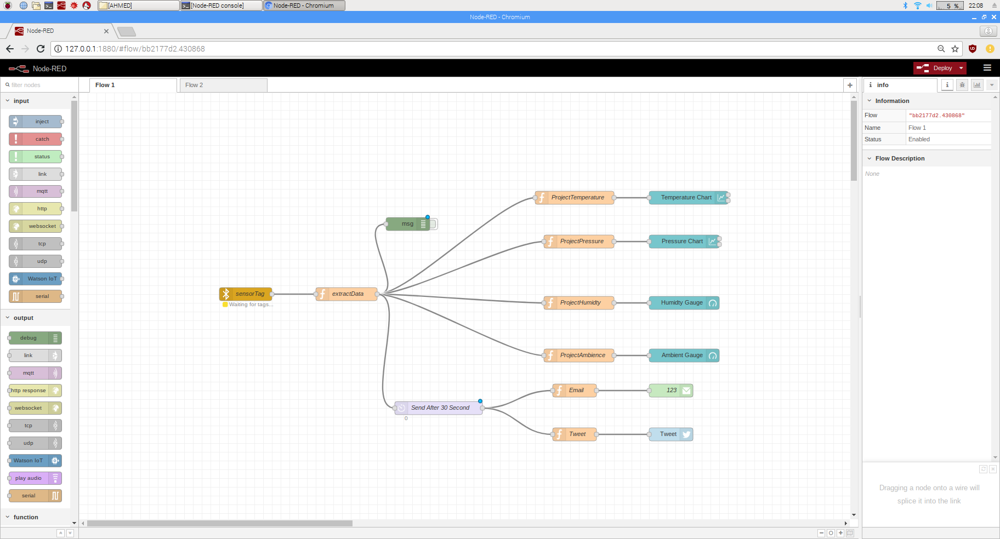 [AHMED]
[Node-RED console]
Node-RED - Chromium
5 %
22:08
Node-RED - Chromium
Node-RED
127.0.0.1:1880/#flow/bb2177d2.430868
Node-RED
Deploy
filter nodes
Flow 1
Flow 2
info
input
inject
catch
status
link
mqtt
http
websocket
tcp
udp
Watson IoT
serial
output
debug
link
mqtt
http response
websocket
tcp
udp
Watson IoT
play audio
serial
function
sensorTag
Waiting for tags...
extractData
msg
ProjectTemperature
Temperature Chart
ProjectPressure
Pressure Chart
ProjectHumidty
Humidty Gauge
ProjectAmbience
Ambient Gauge
Send After 30 Second
0
Email
123
Tweet
Tweet
Information
Flow
"bb2177d2.430868"
Name
Flow 1
Status
Enabled
Flow Description
None
Dragging a node onto a wire will
splice it into the link